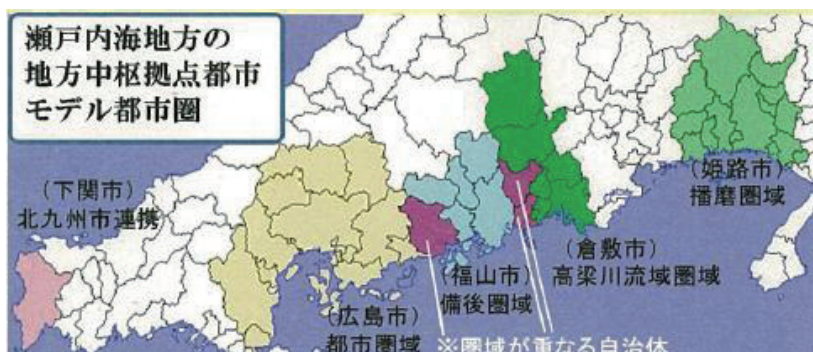 瀬戸内海地方の
地方中枢拠点都市
モデル都市圏
(下関市)
北九州市連携
(姫路市)
播磨圏域
(倉敷市)
高梁川流域圏域
(福山市)
備後圏域
(広島市)
都市圏域
※圏域が重なる自治体